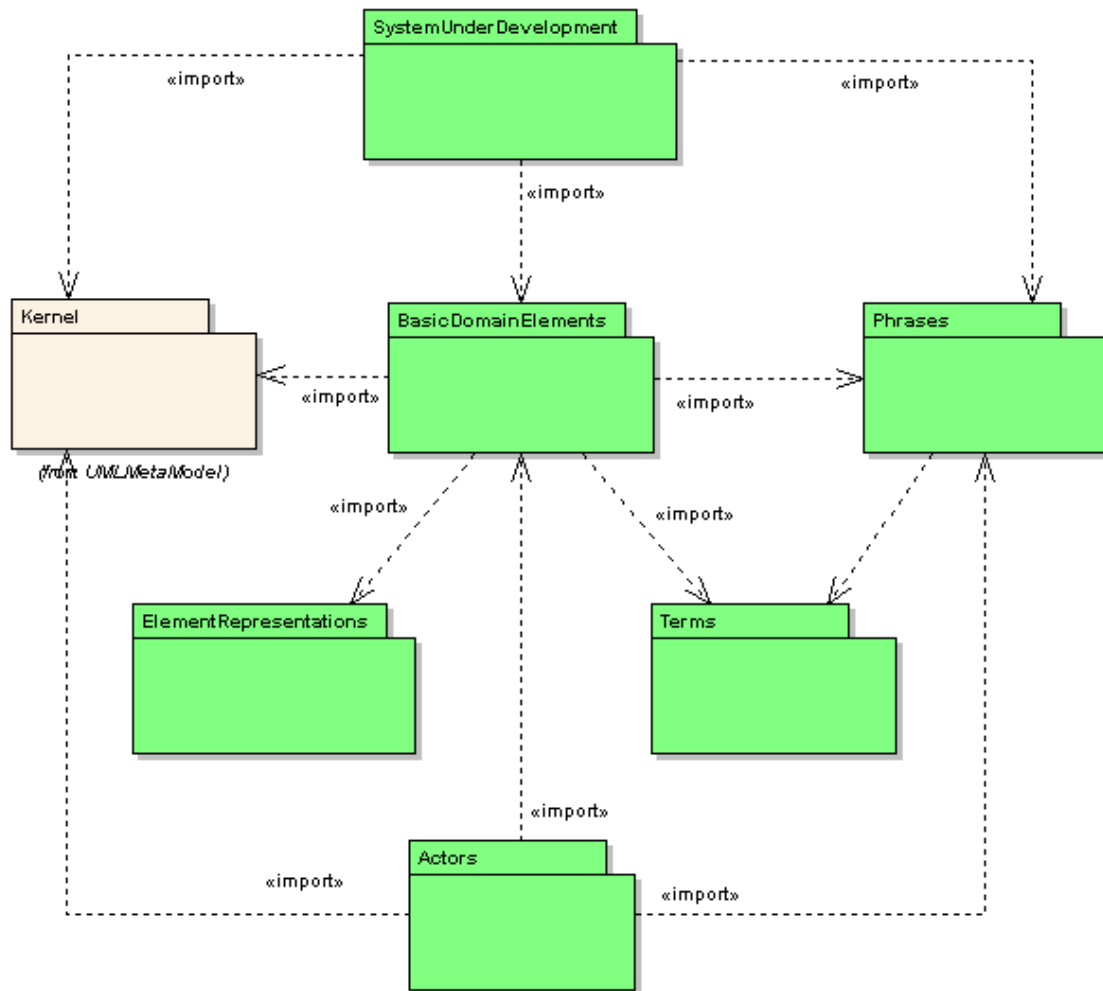 SystemUnderDevelopment
«import»
«import»
«import»
Kernel
BasicDomainElements
Phrases
«import»
«import»
(from UMLMetaModel)
«import»
«import»
ElementRepresentations
Terms
«import»
Actors
«import»
«import»